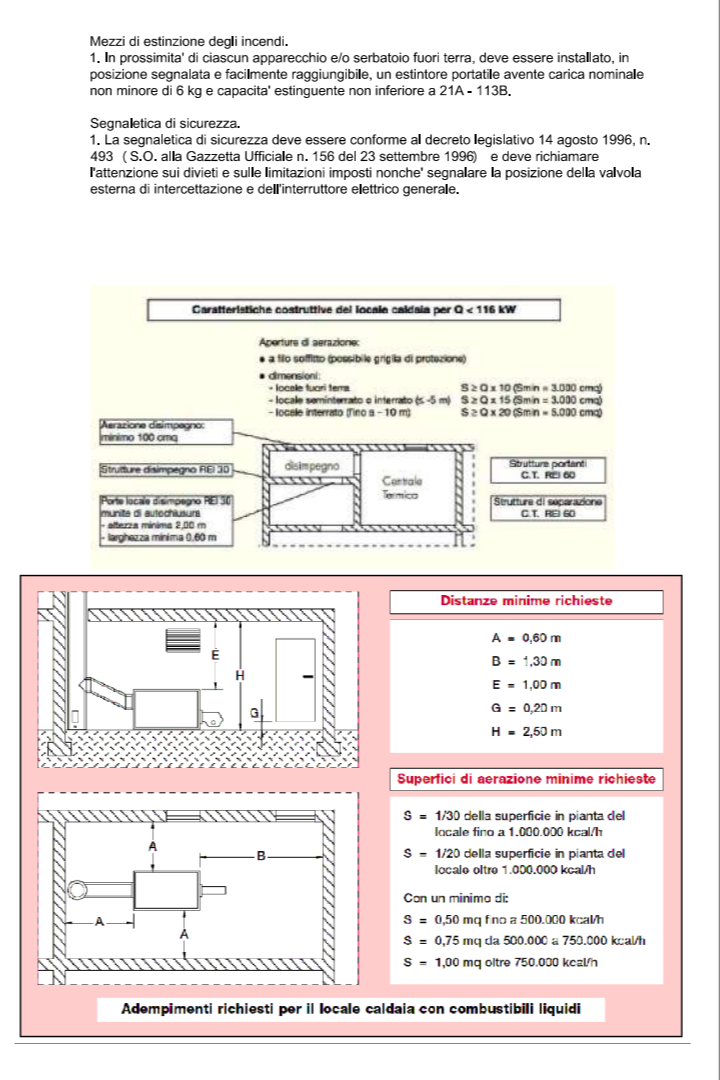 Mezzi di estinzione degli incendi.
1. In prossimita' di ciascun apparecchio e/o serbatoio fuori terra, deve essere installato, in
posizione segnalata e facilmente raggiungibile, un estintore portatile avente carica nominale
non minore di 6 kg e capacita' estinguente non inferiore a 21A - 113B.
Segnaletica di sicurezza.
1. La segnaletica di sicurezza deve essere conforme al decreto legislativo 14 agosto 1996, n.
493 ( S.O. alla Gazzetta Ufficiale n. 156 del 23 settembre 1996) e deve richiamare
l'attenzione sui divieti e sulle limitazioni imposti nonche' segnalare la posizione della valvola
esterna di intercettazione e dell'interruttore elettrico generale.
Caratteristiche costruttive del locale caldaia per Q < 116 kW
Aperture di aerazione:
• a filo soffitto (possibile griglia di protezione)
• dimensioni:
- locale fuori terra S ≥ Q x 10 (Smin = 3.000 cmq)
- locale seminterrato o interrato (≤ -5 m) S ≥ Q x 15 (Smin = 3.000 cmq)
- locale interrato (fino a - 10 m) S ≥ Q x 20 (Smin = 5.000 cmq)
Aerazione disimpegno:
minimo 100 cmq
Strutture disimpegno REI 30
Porte locale disimpegno REI 30
munite di autochiusura
- altezza minima 2,00 m
- larghezza minima 0,60 m
disimpegno
Centrale
Termica
Strutture portanti
C.T. REI 60
Strutture di separazione
C.T. REI 60
E
H
G
Distanze minime richieste
A = 0,60 m
B = 1,30 m
E = 1,00 m
G = 0,20 m
H = 2,50 m
A
B
A
A
Superfici di aerazione minime richieste
S = 1/30 della superficie in pianta del
locale fino a 1.000.000 kcal/h
S = 1/20 della superficie in pianta del
locale oltre 1.000.000 kcal/h
Con un minimo di:
S = 0,50 mq fino a 500.000 kcal/h
S = 0,75 mq da 500.000 a 750.000 kcal/h
S = 1,00 mq oltre 750.000 kcal/h
Adempimenti richiesti per il locale caldaia con combustibili liquidi